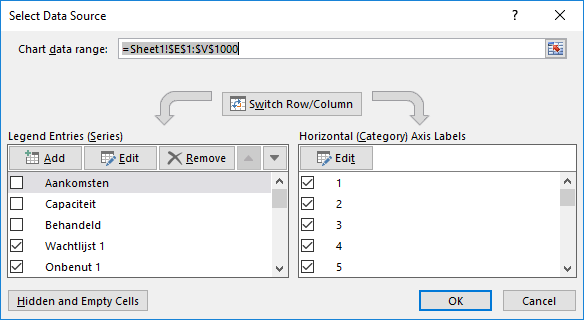 Select Data Source
Chart data range: =Sheet1!$E$1:$V$1000
Switch Row/Column
Legend Entries (Series)
Add Edit Remove
Aankomsten
Capaciteit
Behandeld
Wachtlijst 1
Onbenut 1
Horizontal (Category) Axis Labels
Edit
1
2
3
4
5
Hidden and Empty Cells
OK Cancel